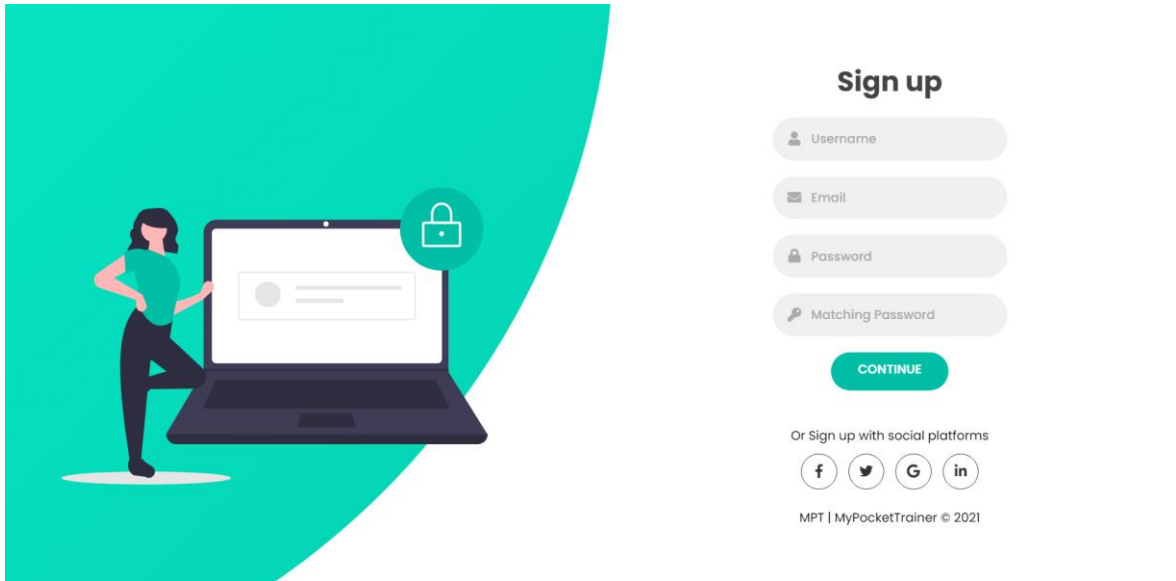 Sign up
Username
Email
Password
Matching Password
CONTINUE
Or Sign up with social platforms
f G in
MPT | MyPocketTrainer © 2021